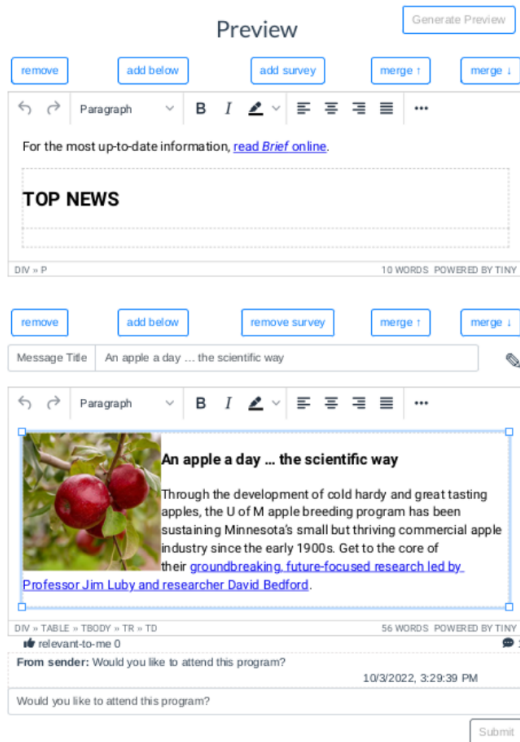 Preview
Generate Preview
remove
add below
add survey
merge ↑
merge ↓
Paragraph
B
I
...
For the most up-to-date information, read Brief online.
TOP NEWS
DIV » P
10 WORDS POWERED BY TINY
remove
add below
remove survey
merge ↑
merge ↓
Message Title
An apple a day ... the scientific way
Paragraph
B
I
...
An apple a day ... the scientific way
Through the development of cold hardy and great tasting
apples, the U of M apple breeding program has been
sustaining Minnesota's small but thriving commercial apple
industry since the early 1900s. Get to the core of
their groundbreaking, future-focused research led by
Professor Jim Luby and researcher David Bedford.
DIV » TABLE » TBODY » TR » TD
56 WORDS POWERED BY TINY
relevant-to-me 0
From sender: Would you like to attend this program?
10/3/2022, 3:29:39 PM
Would you like to attend this program?
Submit